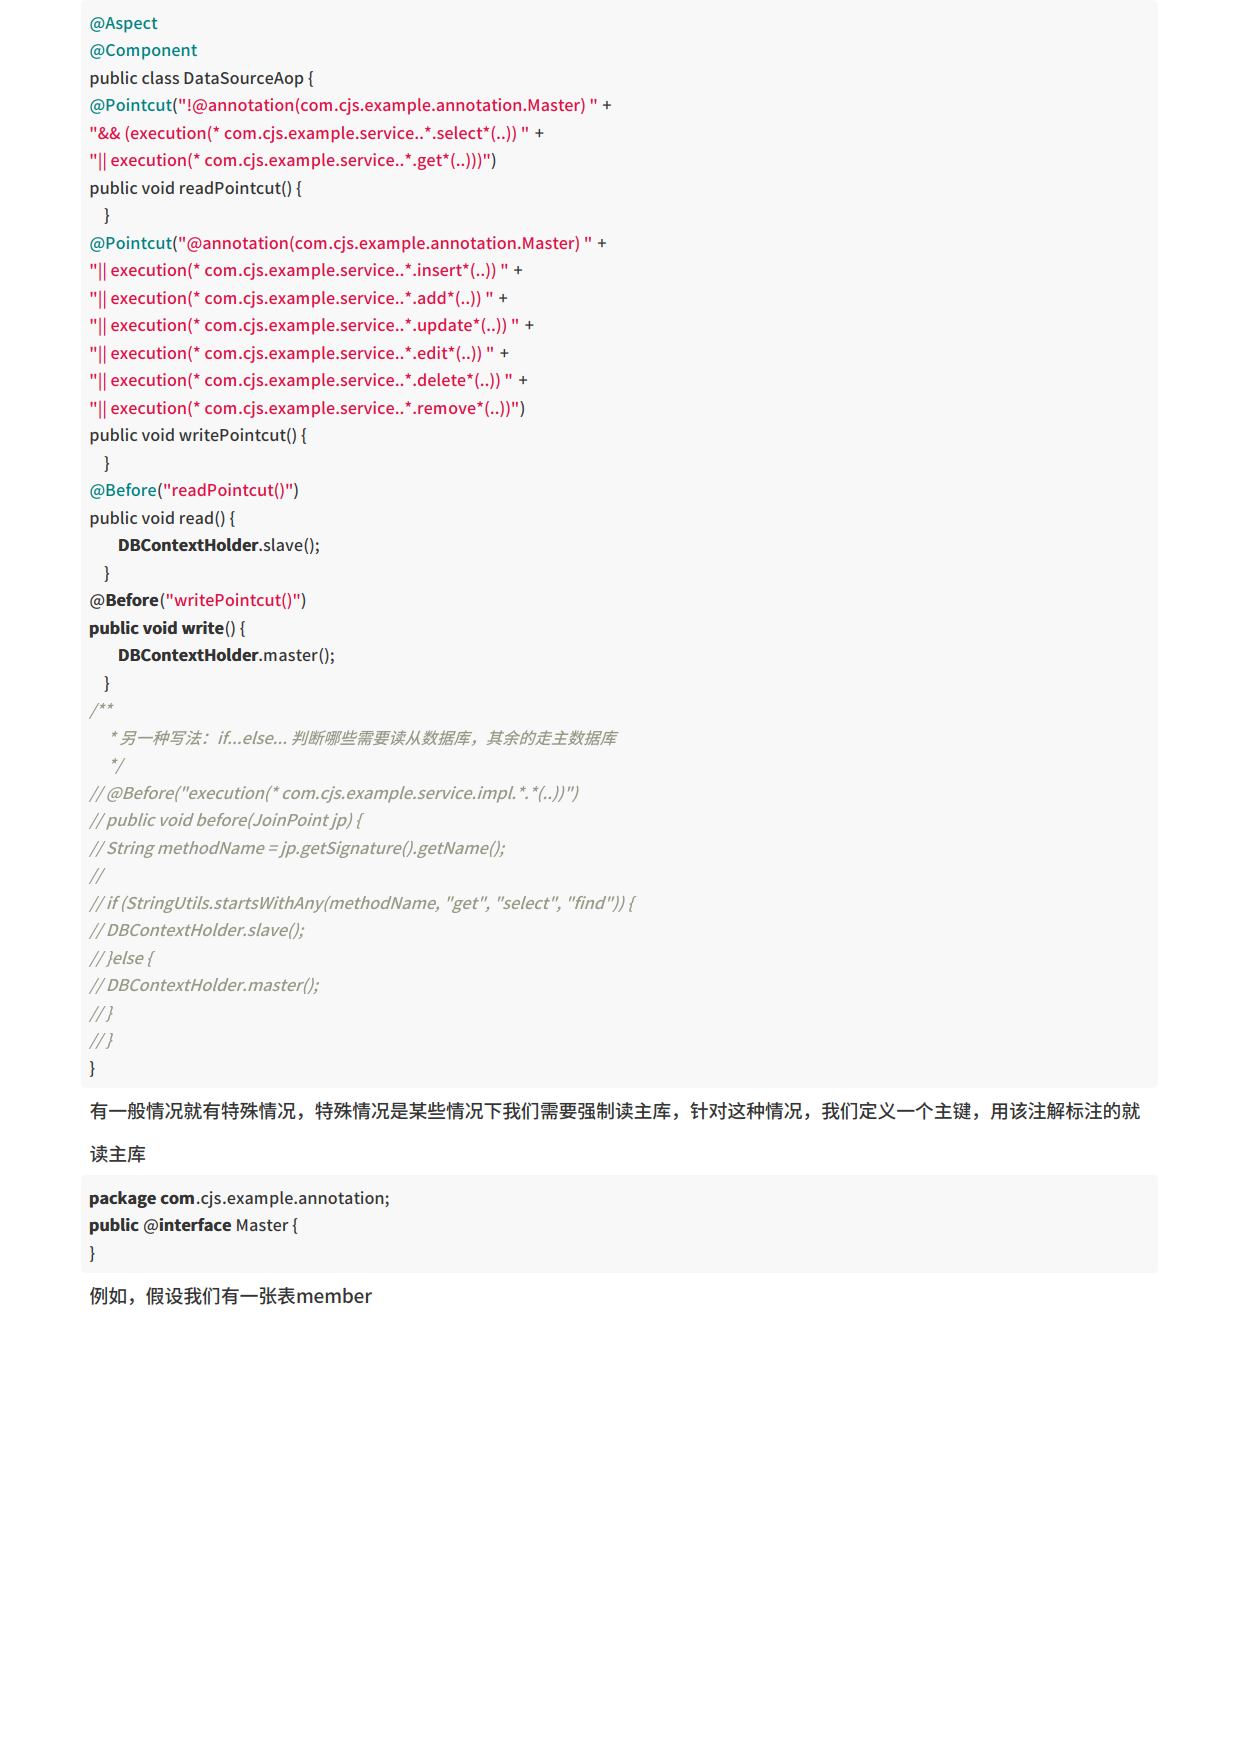 @Aspect
@Component
public class DataSourceAop {
@Pointcut("!@annotation(com.cjs.example.annotation.Master) " +
"&& (execution(* com.cjs.example.service..*.select*(..)) " +
"|| execution(* com.cjs.example.service..*.get*(..)))")
public void readPointcut() {
    }
@Pointcut("@annotation(com.cjs.example.annotation.Master) " +
"|| execution(* com.cjs.example.service..*.insert*(..)) " +
"|| execution(* com.cjs.example.service..*.add*(..)) " +
"|| execution(* com.cjs.example.service..*.update*(..)) " +
"|| execution(* com.cjs.example.service..*.edit*(..)) " +
"|| execution(* com.cjs.example.service..*.delete*(..)) " +
"|| execution(* com.cjs.example.service..*.remove*(..))")
public void writePointcut() {
    }
@Before("readPointcut()")
public void read() {
        DBContextHolder.slave();
    }
@Before("writePointcut()")
public void write() {
        DBContextHolder.master();
    }
/**
     * 另一种写法：if...else... 判断哪些需要读从数据库，其余的走主数据库
     */
// @Before("execution(* com.cjs.example.service.impl.*.*(..))")
// public void before(JoinPoint jp) {
// String methodName = jp.getSignature().getName();
//
// if (StringUtils.startsWithAny(methodName, "get", "select", "find")) {
// DBContextHolder.slave();
// }else {
// DBContextHolder.master();
// }
// }
}
有一般情况就有特殊情况，特殊情况是某些情况下我们需要强制读主库，针对这种情况，我们定义一个主键，用该注解标注的就
读主库
package com.cjs.example.annotation;
public @interface Master {
}
例如，假设我们有一张表member